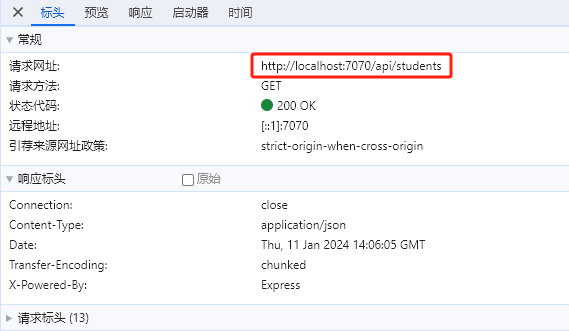 标头 预览 响应 启动器 时间
常规
请求网址: http://localhost:7070/api/students
请求方法: GET
状态代码: 200 OK
远程地址: [::1]:7070
引荐来源网址政策: strict-origin-when-cross-origin
响应标头 原始
Connection: close
Content-Type: application/json
Date: Thu, 11 Jan 2024 14:06:05 GMT
Transfer-Encoding: chunked
X-Powered-By: Express
请求标头 (13)